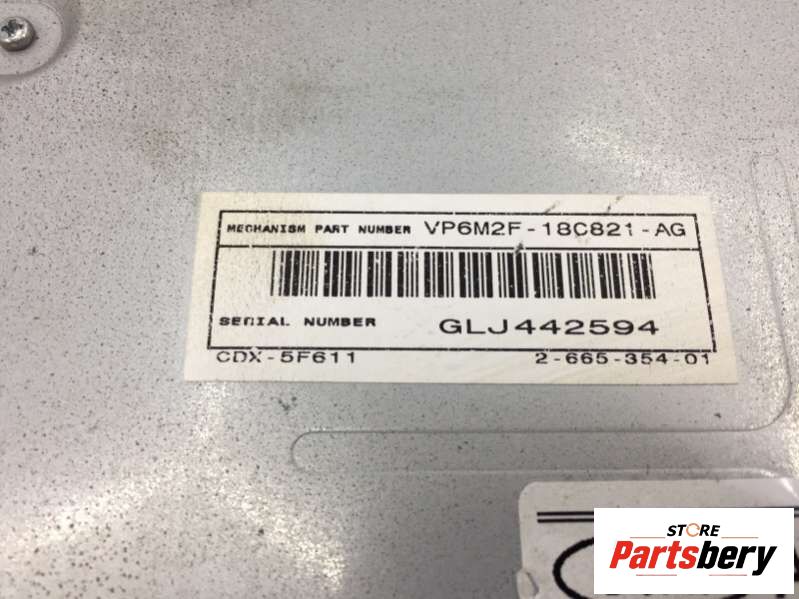 MECHANISM PART NUMBER VP6M2F-18C821-AG
SERIAL NUMBER GLJ442594
CDX-5F611 2-665-354-01
STORE
Partsbery